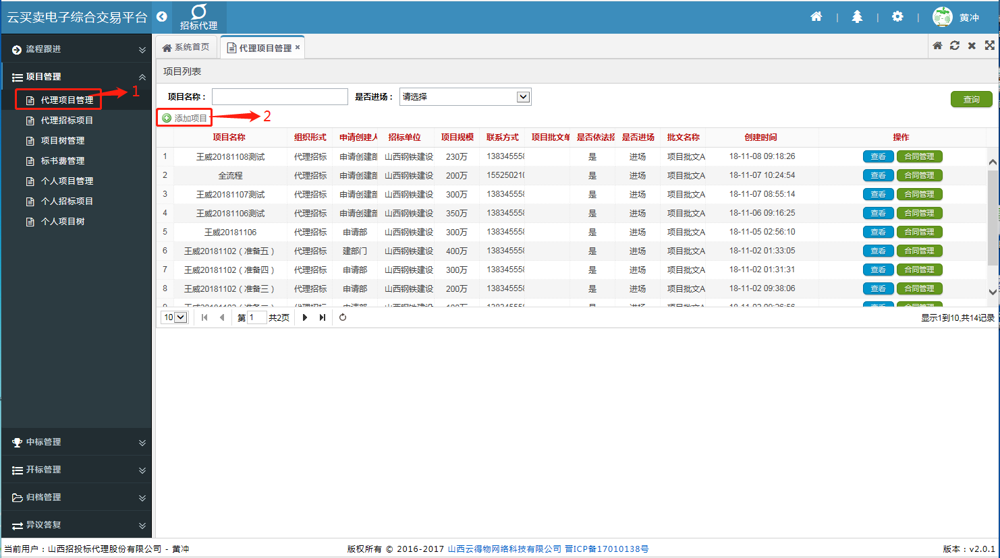 云买卖电子综合交易平台
招标代理
黄冲
流程跟进
项目管理
代理项目管理
1
代理招标项目
项目树管理
标书费管理
个人项目管理
个人招标项目
个人项目树
中标管理
开标管理
归档管理
异议答复
系统首页 代理项目管理
项目列表
项目名称： 是否进场： 请选择 查询
添加项目 2
项目名称 组织形式 申请创建人 招标单位 项目规模 联系方式 项目批文单 是否依法招 是否进场 批文名称 创建时间 操作
1 王威20181108测试 代理招标 申请创建部 山西钢铁建设 230万 138345558 是 进场 项目批文A 18-11-08 09:18:26 查看 合同管理
2 全流程 代理招标 申请创建部 山西钢铁建设 200万 155250210 是 进场 项目批文A 18-11-07 10:24:54 查看 合同管理
3 王威20181107测试 代理招标 申请创建部 山西钢铁建设 300万 138345558 是 进场 项目批文A 18-11-07 08:55:14 查看 合同管理
4 王威20181106测试 代理招标 申请创建部 山西钢铁建设 350万 138345558 是 进场 项目批文A 18-11-06 09:16:25 查看 合同管理
5 王威20181106 代理招标 申请部 山西钢铁建设 300万 138345558 是 进场 项目批文A 18-11-05 02:56:10 查看 合同管理
6 王威20181102（准备五） 代理招标 建部门 山西钢铁建设 400万 138345558 是 进场 项目批文A 18-11-02 01:33:05 查看 合同管理
7 王威20181102（准备四） 代理招标 申请部 山西钢铁建设 300万 138345558 是 进场 项目批文A 18-11-02 01:31:31 查看 合同管理
8 王威20181102（准备三） 代理招标 申请部 山西钢铁建设 200万 138345558 是 进场 项目批文A 18-11-02 09:38:06 查看 合同管理
10 第 1 共2页 显示1到10,共14记录
当前用户：山西招投标代理股份有限公司 - 黄冲 版权所有 © 2016-2017 山西云得物网络科技有限公司 晋ICP备17010138号 版本：v2.0.1